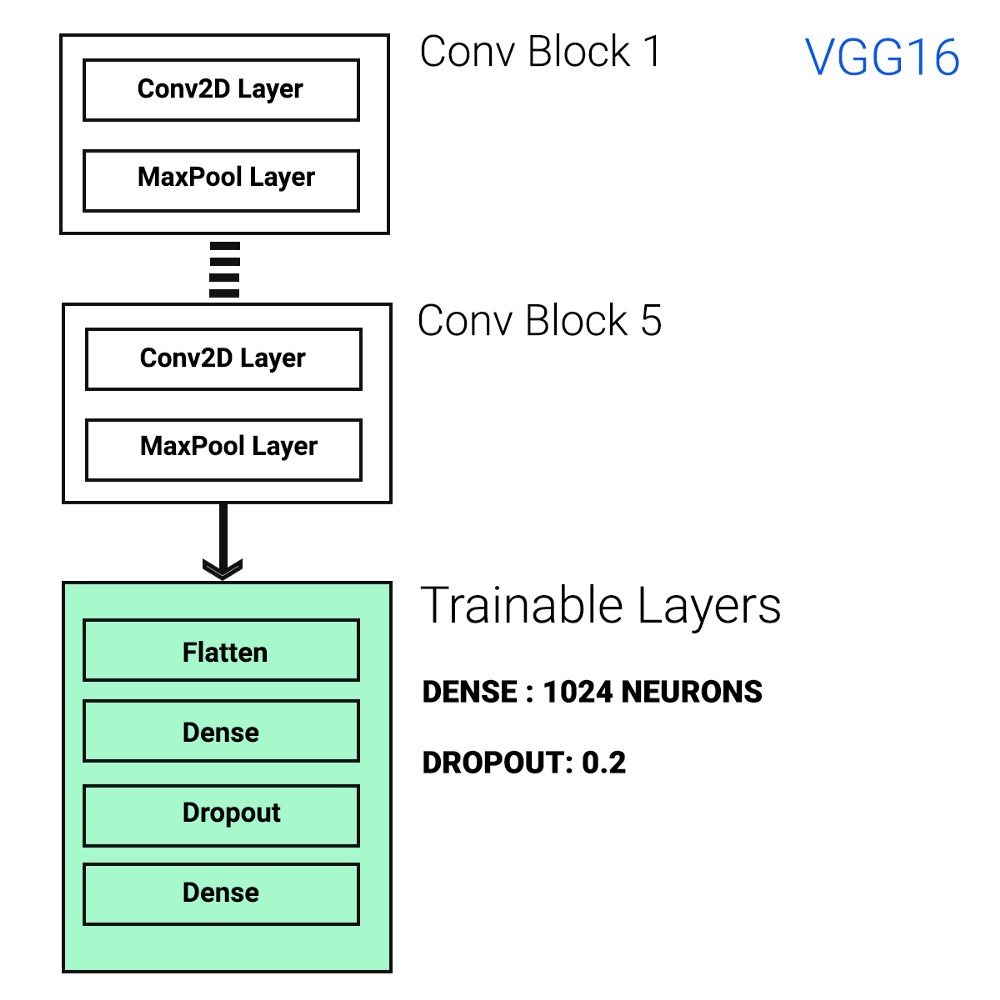 Conv Block 1
VGG16
Conv2D Layer
MaxPool Layer
Conv Block 5
Conv2D Layer
MaxPool Layer
Trainable Layers
Flatten
DENSE : 1024 NEURONS
Dense
DROPOUT: 0.2
Dropout
Dense